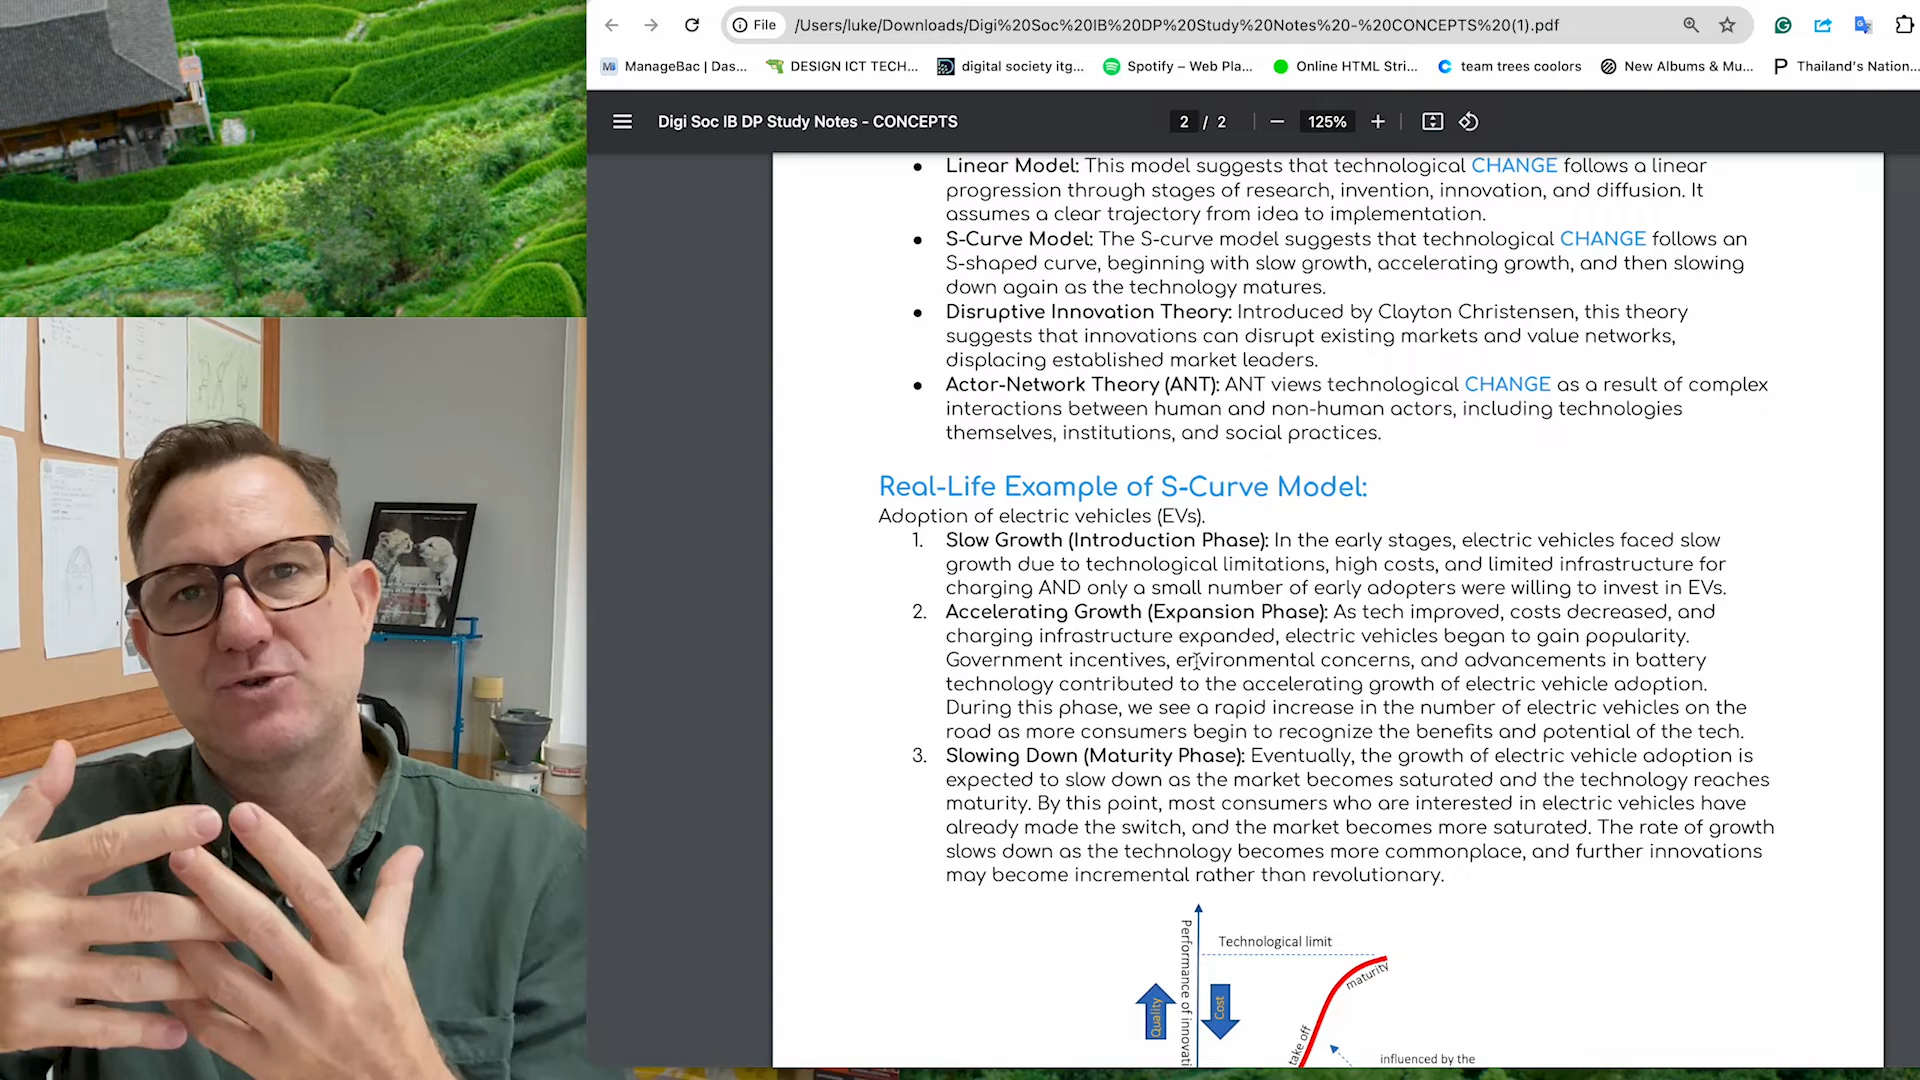 File
/Users/luke/Downloads/Digi%20Soc%20IB%20DP%20Study%20Notes%20-%20CONCEPTS%20(1).pdf
ManageBac | Das...
DESIGN ICT TECH...
digital society itg...
Spotify – Web Pla...
Online HTML Stri...
team trees coolors
New Albums & Mu...
Thailand's Nation...
Digi Soc IB DP Study Notes - CONCEPTS
2 / 2
125%
• Linear Model: This model suggests that technological CHANGE follows a linear
progression through stages of research, invention, innovation, and diffusion. It
assumes a clear trajectory from idea to implementation.
• S-Curve Model: The S-curve model suggests that technological CHANGE follows an
S-shaped curve, beginning with slow growth, accelerating growth, and then slowing
down again as the technology matures.
• Disruptive Innovation Theory: Introduced by Clayton Christensen, this theory
suggests that innovations can disrupt existing markets and value networks,
displacing established market leaders.
• Actor-Network Theory (ANT): ANT views technological CHANGE as a result of complex
interactions between human and non-human actors, including technologies
themselves, institutions, and social practices.
Real-Life Example of S-Curve Model:
Adoption of electric vehicles (EVs).
1. Slow Growth (Introduction Phase): In the early stages, electric vehicles faced slow
growth due to technological limitations, high costs, and limited infrastructure for
charging AND only a small number of early adopters were willing to invest in EVs.
2. Accelerating Growth (Expansion Phase): As tech improved, costs decreased, and
charging infrastructure expanded, electric vehicles began to gain popularity.
Government incentives, environmental concerns, and advancements in battery
technology contributed to the accelerating growth of electric vehicle adoption.
During this phase, we see a rapid increase in the number of electric vehicles on the
road as more consumers begin to recognize the benefits and potential of the tech.
3. Slowing Down (Maturity Phase): Eventually, the growth of electric vehicle adoption is
expected to slow down as the market becomes saturated and the technology reaches
maturity. By this point, most consumers who are interested in electric vehicles have
already made the switch, and the market becomes more saturated. The rate of growth
slows down as the technology becomes more commonplace, and further innovations
may become incremental rather than revolutionary.
Performance of innovati
Technological limit
maturity
Quality
Cost
take off
influenced by the